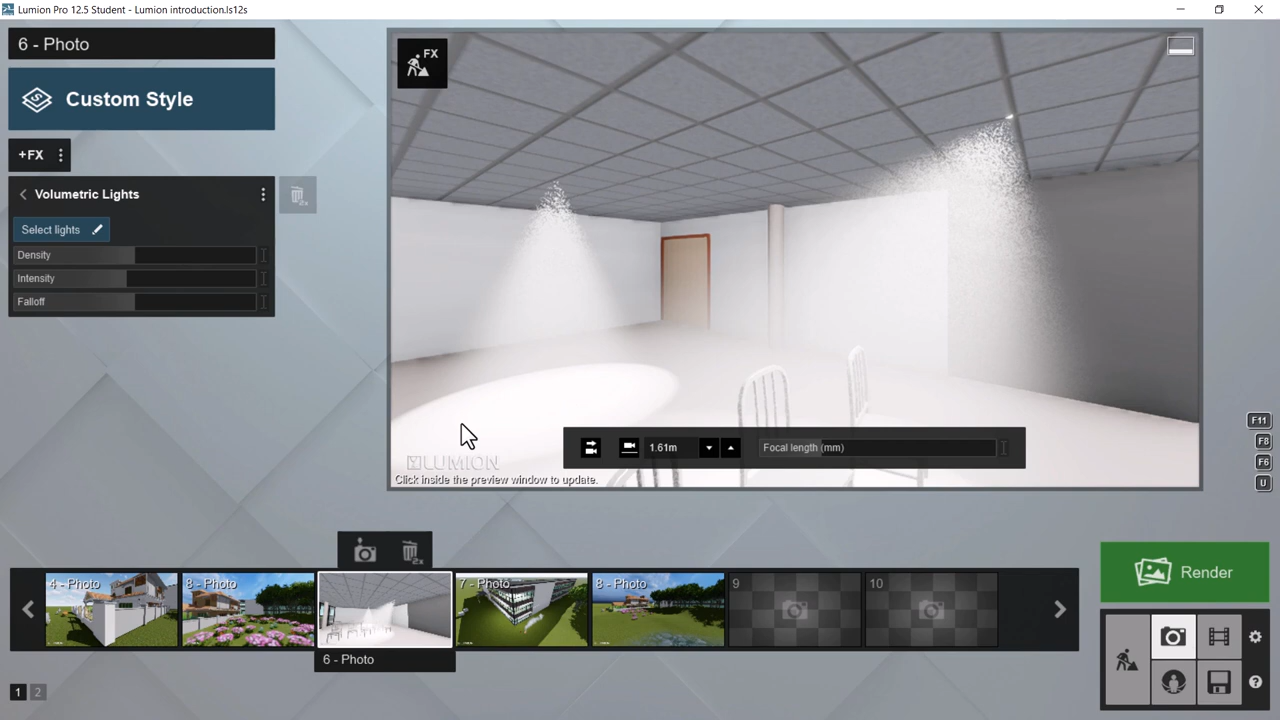 Lumion Pro 12.5 Student - Lumion introduction.ls12s
6 - Photo
Custom Style
+FX
Volumetric Lights
Select lights
Density
Intensity
Falloff
FX
2x
1.61m
Focal length (mm)
LUMION
Click inside the preview window to update.
F11
F8
F6
U
2x
4 - Photo
8 - Photo
7 - Photo
8 - Photo
9
10
6 - Photo
Render
1
2
?